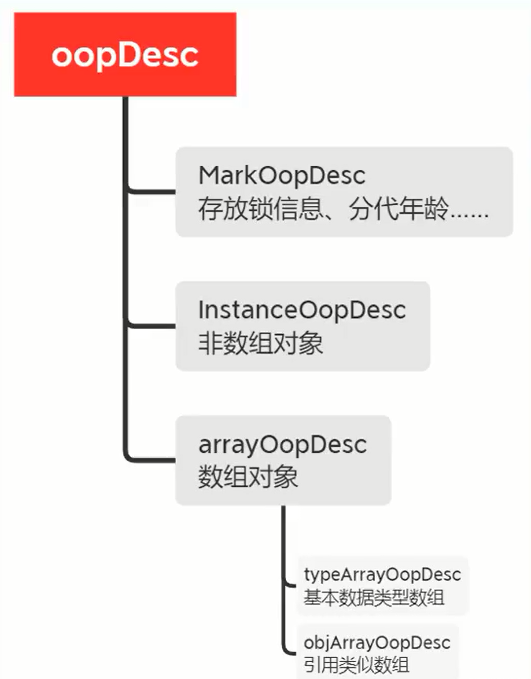 oopDesc
MarkOopDesc
存放锁信息、分代年龄......
InstanceOopDesc
非数组对象
arrayOopDesc
数组对象
typeArrayOopDesc
基本数据类型数组
objArrayOopDesc
引用类似数组